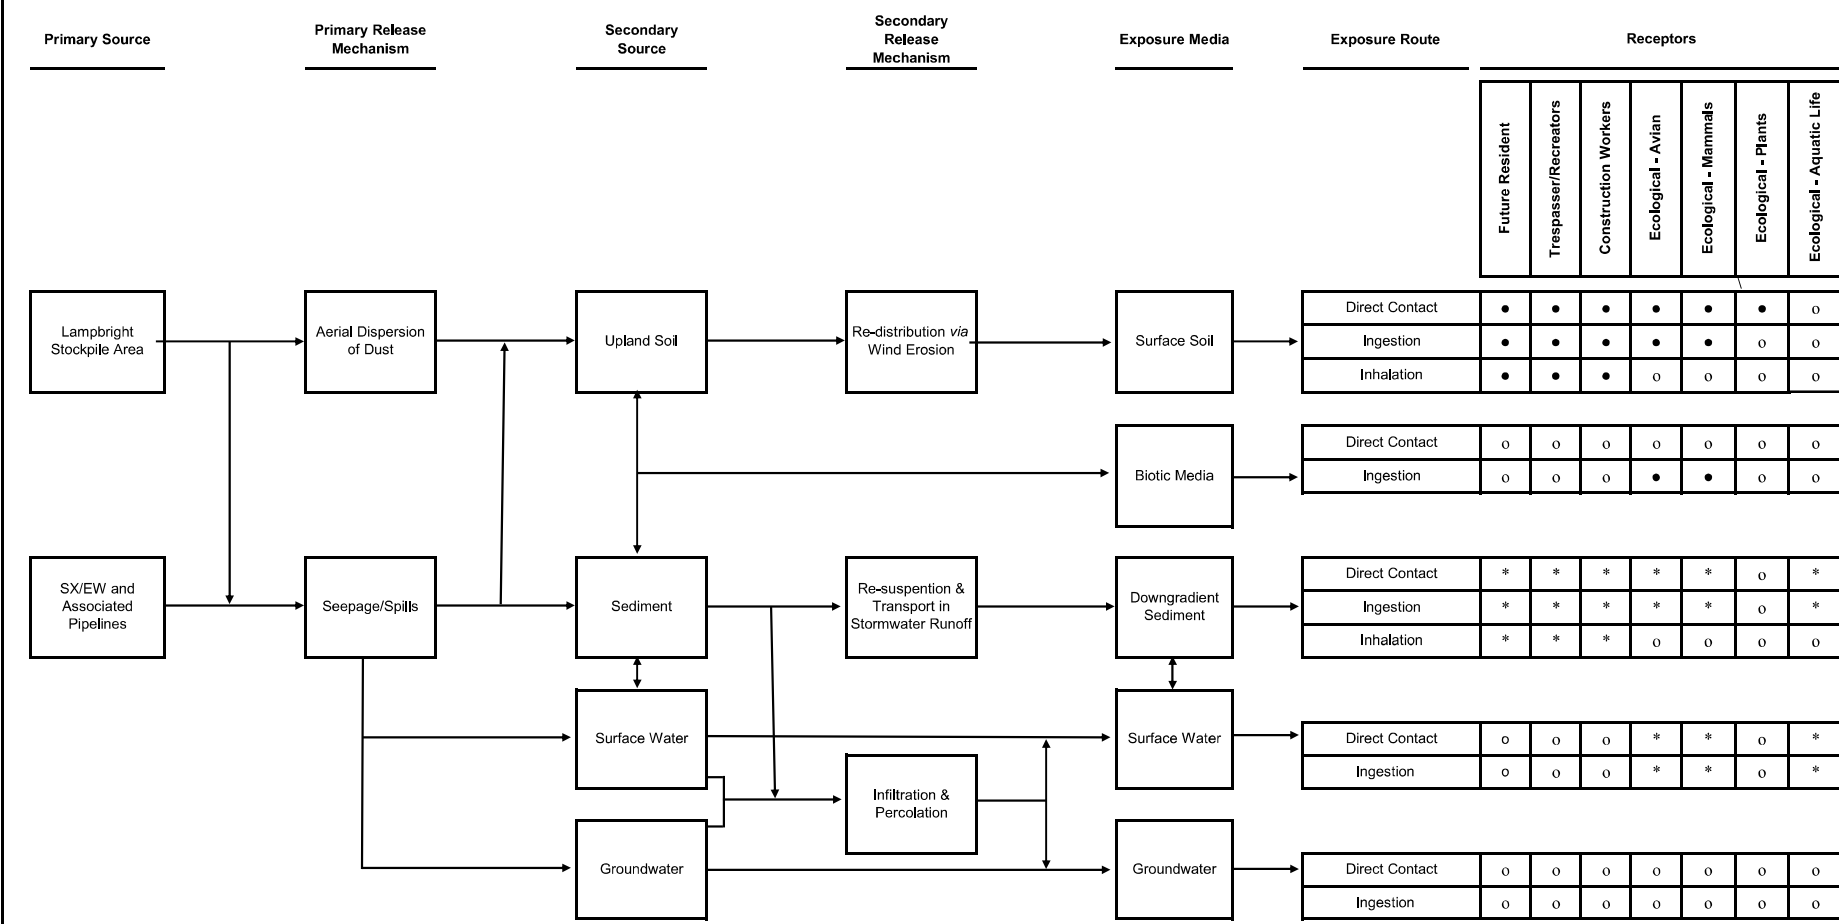 Primary Source
Primary Release
Mechanism
Secondary
Source
Secondary
Release
Mechanism
Exposure Media
Exposure Route
Receptors
Future Resident
Trespasser/Recreators
Construction Workers
Ecological - Avian
Ecological - Mammals
Ecological - Plants
Ecological - Aquatic Life
Lampbright
Stockpile Area
Aerial Dispersion
of Dust
Upland Soil
Re-distribution via
Wind Erosion
Surface Soil
Direct Contact ● ● ● ● ● ● o
Ingestion ● ● ● ● ● o o
Inhalation ● ● ● o o o o
Biotic Media
Direct Contact o o o o o o o
Ingestion o o o ● ● o o
SX/EW and
Associated
Pipelines
Seepage/Spills
Sediment
Re-suspention &
Transport in
Stormwater Runoff
Downgradient
Sediment
Direct Contact * * * * * o *
Ingestion * * * * * o *
Inhalation * * * o o o o
Surface Water
Surface Water
Direct Contact o o o * * o *
Ingestion o o o * * o *
Infiltration &
Percolation
Groundwater
Groundwater
Direct Contact o o o o o o o
Ingestion o o o o o o o